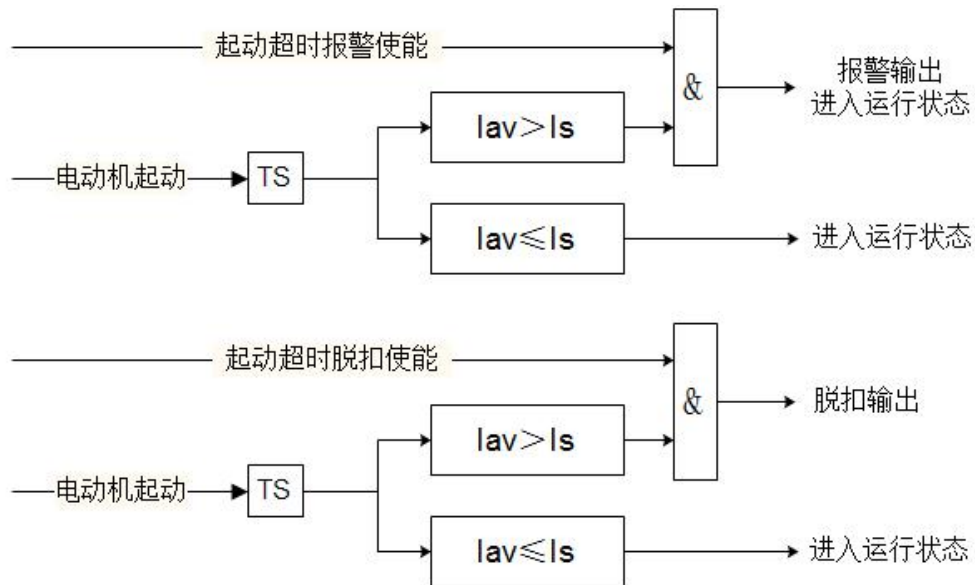 起动超时报警使能
&
报警输出
进入运行状态
Iav>Is
电动机起动
TS
Iav≤Is
进入运行状态
起动超时脱扣使能
&
脱扣输出
Iav>Is
电动机起动
TS
Iav≤Is
进入运行状态